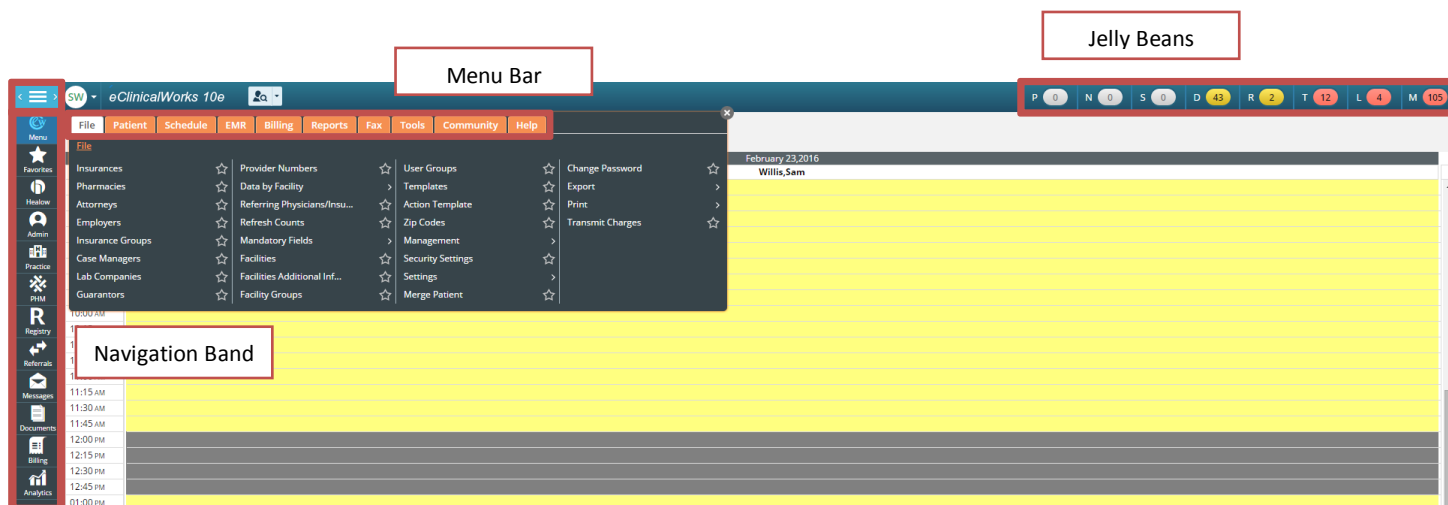 Jelly Beans
Menu Bar
SW eClinicalWorks 10e
P 0 N 0 S 0 D 43 R 2 T 12 L 4 M 105
Menu
Favorites
Healow
Admin
Practice
PHM
Registry
Referrals
Messages
Documents
Billing
Analytics
File Patient Schedule EMR Billing Reports Fax Tools Community Help
File
Insurances
Pharmacies
Attorneys
Employers
Insurance Groups
Case Managers
Lab Companies
Guarantors
Provider Numbers
Data by Facility
Referring Physicians/Insu...
Refresh Counts
Mandatory Fields
Facilities
Facilities Additional Inf...
Facility Groups
User Groups
Templates
Action Template
Zip Codes
Management
Security Settings
Settings
Merge Patient
Change Password
Export
Print
Transmit Charges
February 23,2016
Willis,Sam
Navigation Band
10:00 AM
11:15 AM
11:30 AM
11:45 AM
12:00 PM
12:15 PM
12:30 PM
12:45 PM
01:00 PM